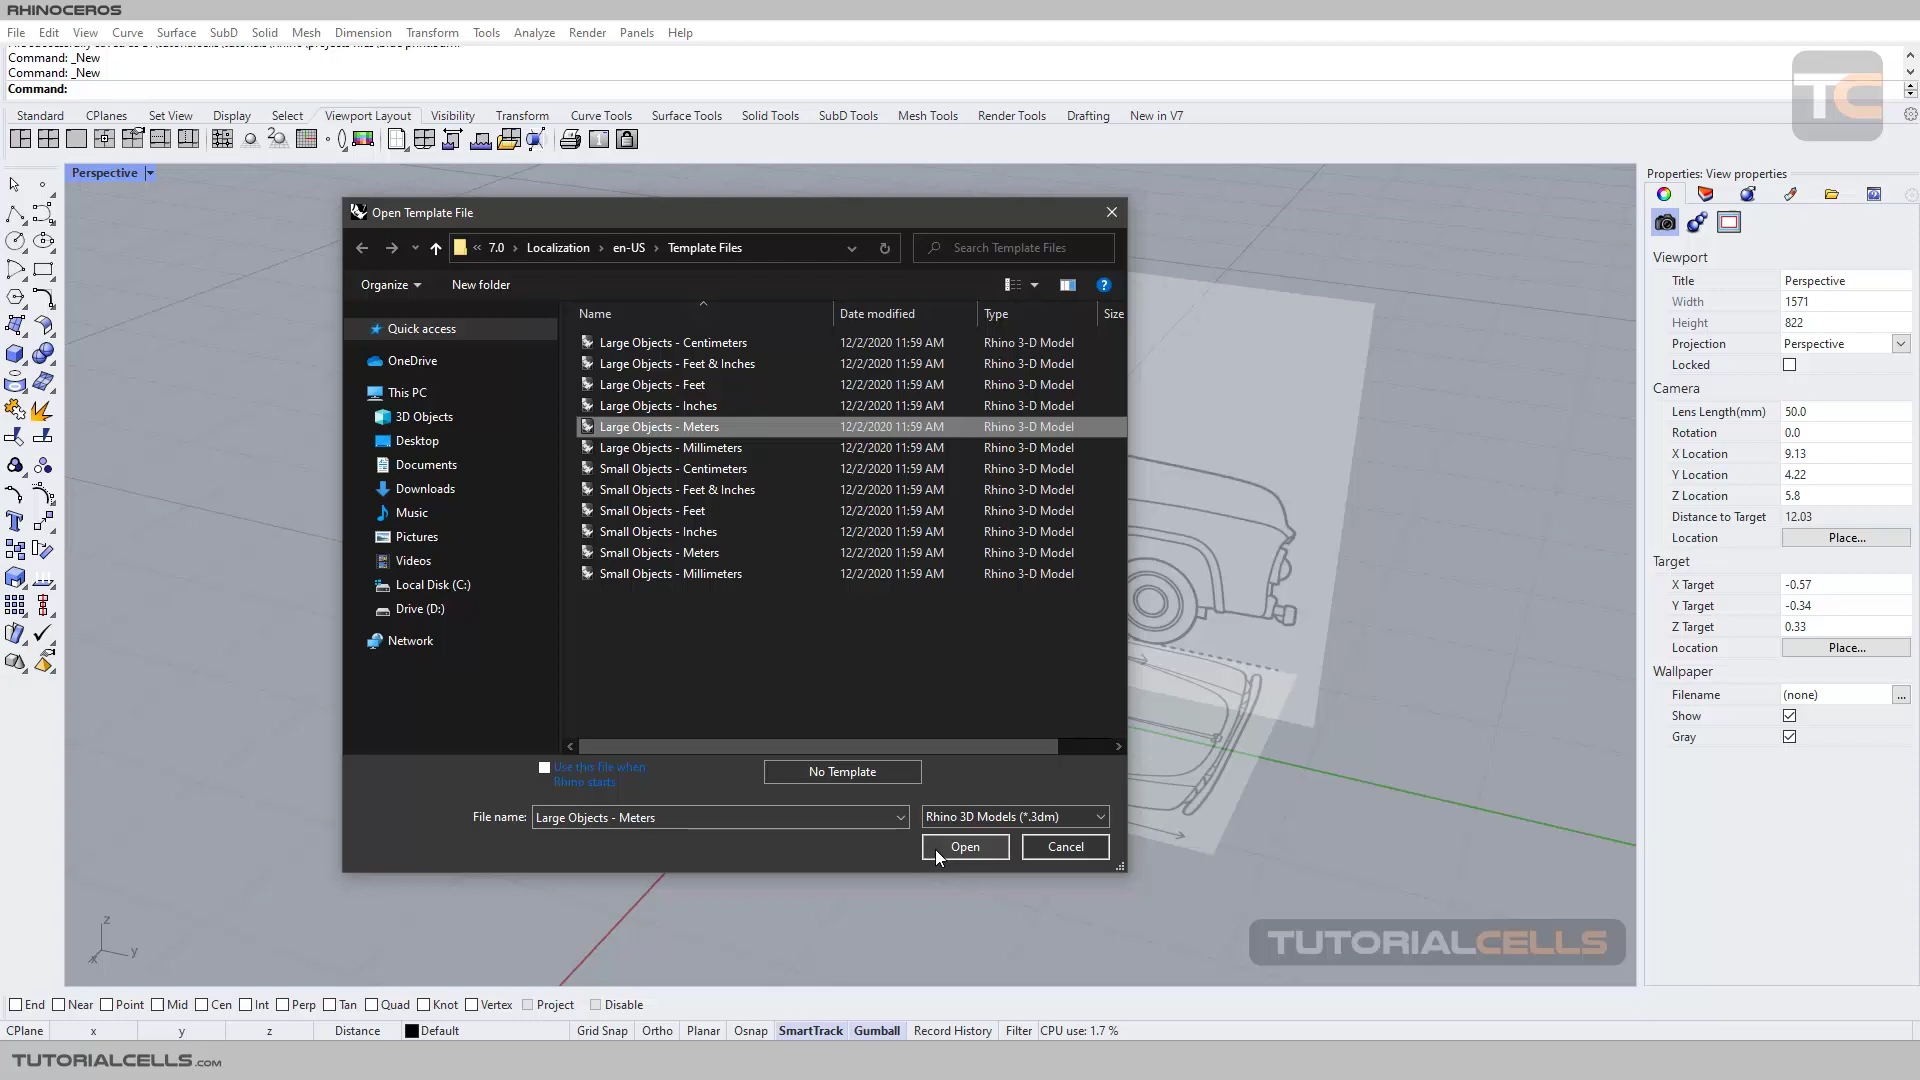 RHINOCEROS
File Edit View Curve Surface SubD Solid Mesh Dimension Transform Tools Analyze Render Panels Help
Command: _New
Command: _New
Command:
TC
Standard CPlanes Set View Display Select Viewport Layout Visibility Transform Curve Tools Surface Tools Solid Tools SubD Tools Mesh Tools Render Tools Drafting New in V7
Perspective
Open Template File
« 7.0 › Localization › en-US › Template Files
Search Template Files
Organize New folder
Name Date modified Type Size
Quick access
OneDrive
This PC
3D Objects
Desktop
Documents
Downloads
Music
Pictures
Videos
Local Disk (C:)
Drive (D:)
Network
Large Objects - Centimeters 12/2/2020 11:59 AM Rhino 3-D Model
Large Objects - Feet & Inches 12/2/2020 11:59 AM Rhino 3-D Model
Large Objects - Feet 12/2/2020 11:59 AM Rhino 3-D Model
Large Objects - Inches 12/2/2020 11:59 AM Rhino 3-D Model
Large Objects - Meters 12/2/2020 11:59 AM Rhino 3-D Model
Large Objects - Millimeters 12/2/2020 11:59 AM Rhino 3-D Model
Small Objects - Centimeters 12/2/2020 11:59 AM Rhino 3-D Model
Small Objects - Feet & Inches 12/2/2020 11:59 AM Rhino 3-D Model
Small Objects - Feet 12/2/2020 11:59 AM Rhino 3-D Model
Small Objects - Inches 12/2/2020 11:59 AM Rhino 3-D Model
Small Objects - Meters 12/2/2020 11:59 AM Rhino 3-D Model
Small Objects - Millimeters 12/2/2020 11:59 AM Rhino 3-D Model
Use this file when
Rhino starts
No Template
File name: Large Objects - Meters Rhino 3D Models (*.3dm)
Open Cancel
Properties: View properties
Viewport
Title Perspective
Width 1571
Height 822
Projection Perspective
Locked
Camera
Lens Length(mm) 50.0
Rotation 0.0
X Location 9.13
Y Location 4.22
Z Location 5.8
Distance to Target 12.03
Location Place...
Target
X Target -0.57
Y Target -0.34
Z Target 0.33
Location Place...
Wallpaper
Filename (none) ...
Show
Gray
z
y
x
TUTORIALCELLS
End Near Point Mid Cen Int Perp Tan Quad Knot Vertex Project Disable
CPlane x y z Distance Default Grid Snap Ortho Planar Osnap SmartTrack Gumball Record History Filter CPU use: 1.7 %
TUTORIALCELLS.COM